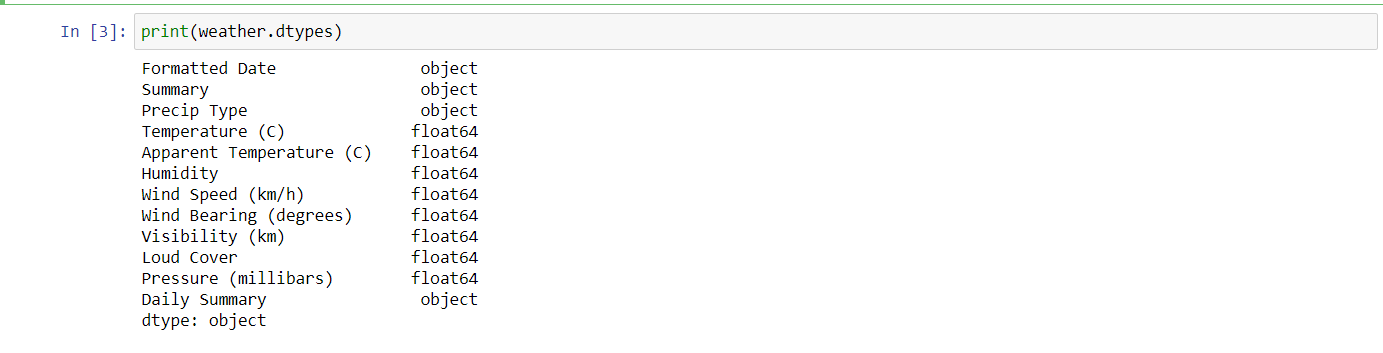 In [3]: print(weather.dtypes)
Formatted Date object
Summary object
Precip Type object
Temperature (C) float64
Apparent Temperature (C) float64
Humidity float64
Wind Speed (km/h) float64
Wind Bearing (degrees) float64
Visibility (km) float64
Loud Cover float64
Pressure (millibars) float64
Daily Summary object
dtype: object